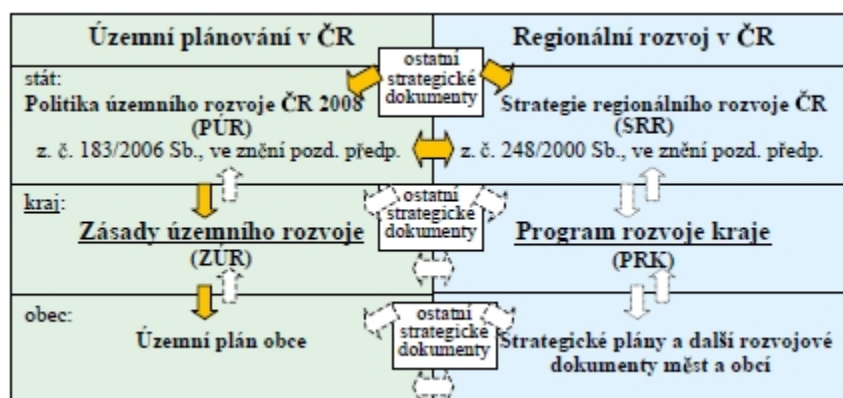 Územní plánování v ČR
Regionální rozvoj v ČR
ostatní
strategické
dokumenty
stát:
Politika územního rozvoje ČR 2008
(PÚR)
z. č. 183/2006 Sb., ve znění pozd. předp.
Strategie regionálního rozvoje ČR
(SRR)
z. č. 248/2000 Sb., ve znění pozd. předp.
kraj:
Zásady územního rozvoje
(ZÚR)
ostatní
strategické
dokumenty
Program rozvoje kraje
(PRK)
obec:
Územní plán obce
ostatní
strategické
dokumenty
Strategické plány a další rozvojové
dokumenty měst a obcí